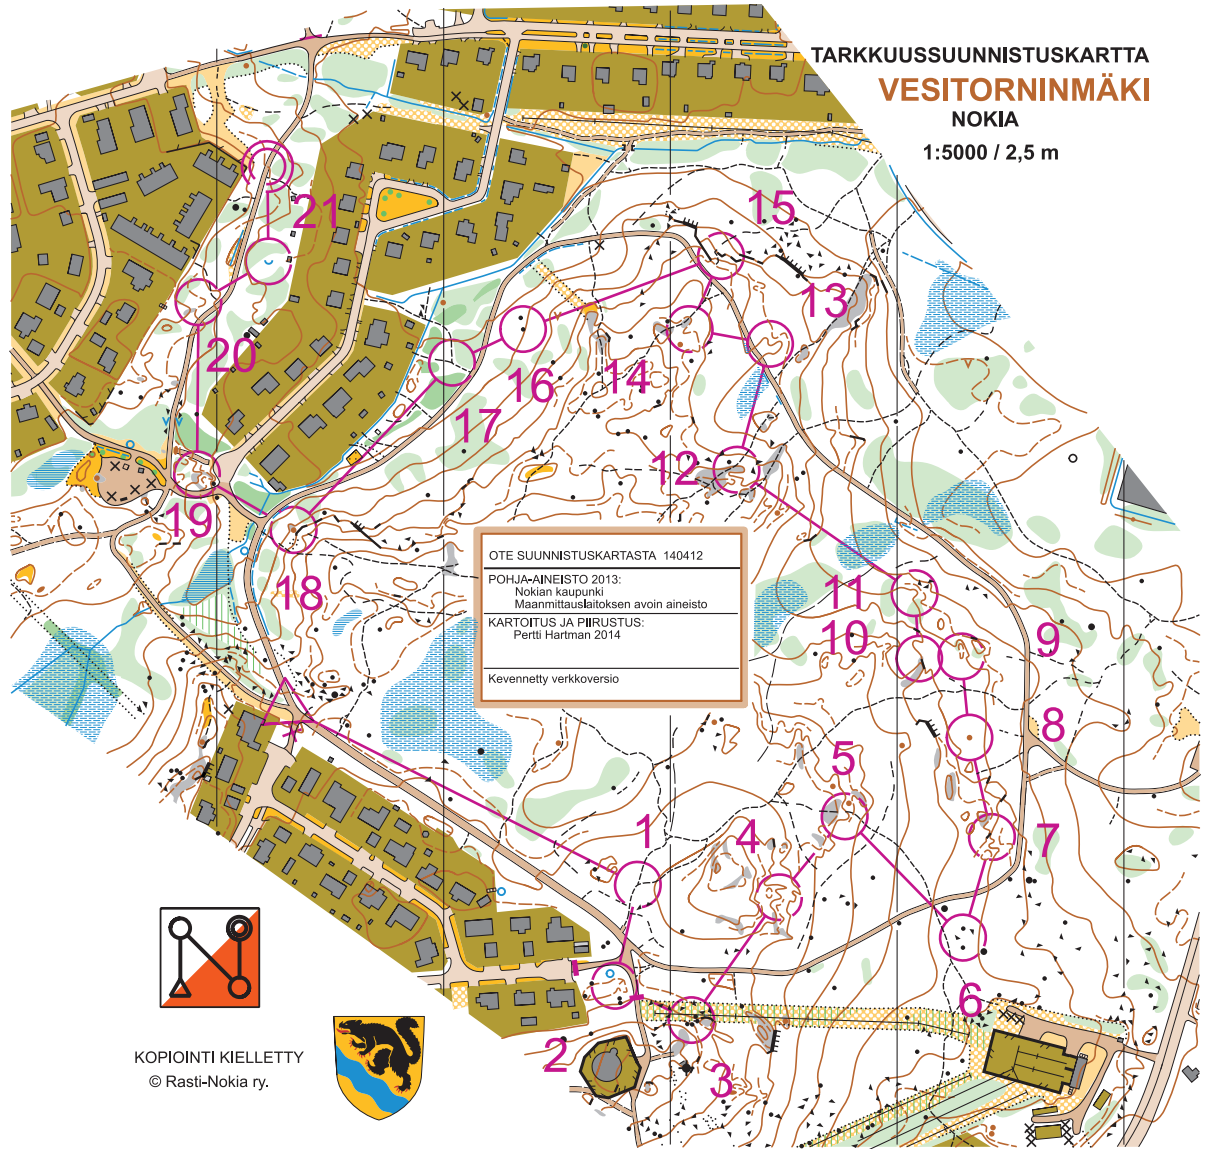 TARKKUUSSUUNNISTUSKARTTA
VESITORNINMÄKI
NOKIA
1:5000 / 2,5 m
15
21
13
20
14
16
17
12
19
OTE SUUNNISTUSKARTASTA 140412
POHJA-AINEISTO 2013:
Nokian kaupunki
Maanmittauslaitoksen avoin aineisto
KARTOITUS JA PIIRUSTUS:
Pertti Hartman 2014
Kevennetty verkkoversio
18
11
10
9
8
5
1
4
7
6
2
3
KOPIOINTI KIELLETTY
© Rasti-Nokia ry.